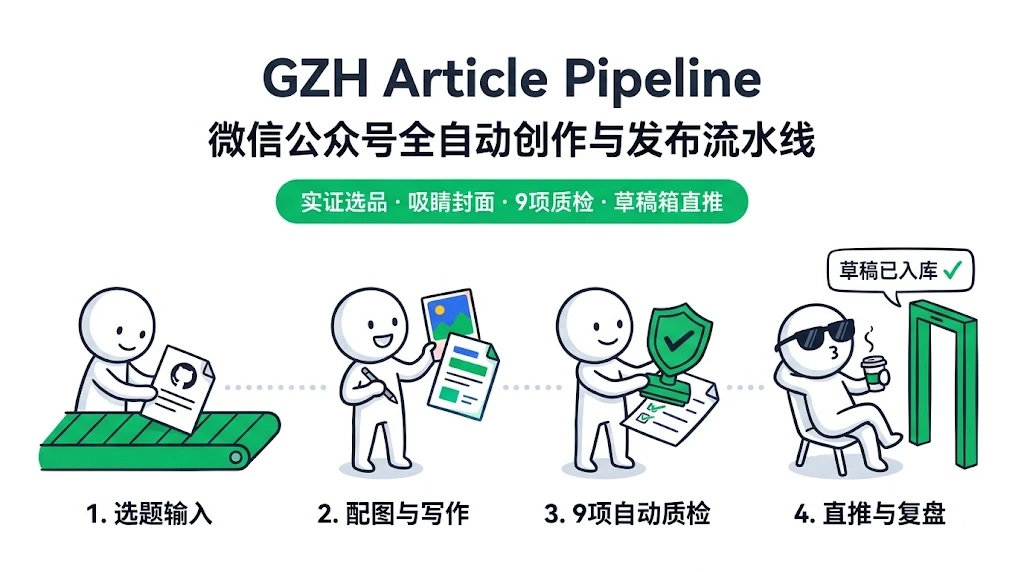 GZH Article Pipeline
微信公众号全自动创作与发布流水线
实证选品 · 吸睛封面 · 9项质检 · 草稿箱直推
草稿已入库 ✓
1. 选题输入
2. 配图与写作
3. 9项自动质检
4. 直推与复盘